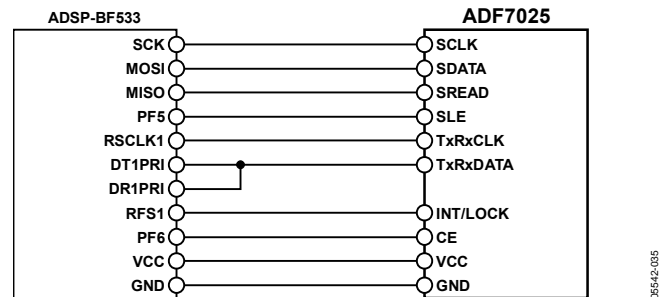 ADSP-BF533 ADF7025
SCK SCLK
MOSI SDATA
MISO SREAD
PF5 SLE
RSCLK1 TxRxCLK
DT1PRI TxRxDATA
DR1PRI
RFS1 INT/LOCK
PF6 CE
VCC VCC
GND GND
05542-035